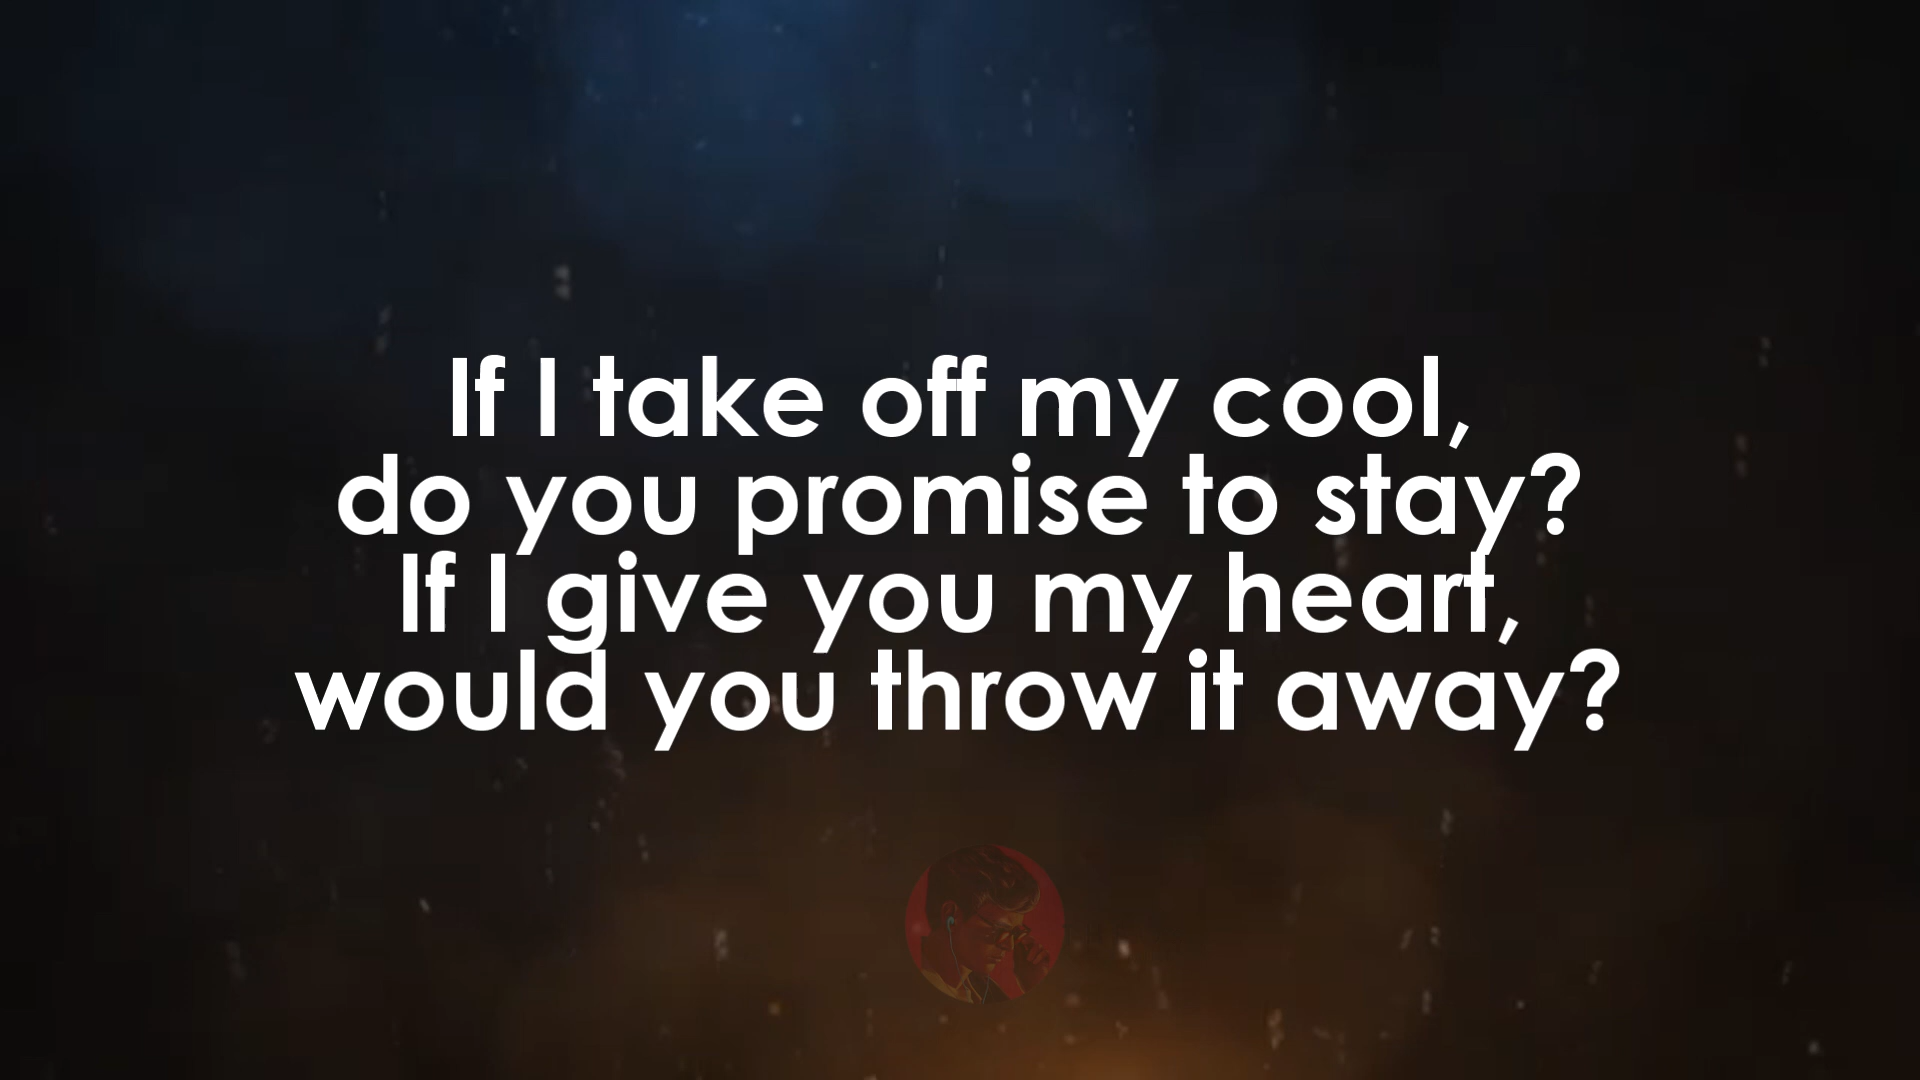 If I take off my cool,
do you promise to stay?
If I give you my heart,
would you throw it away?